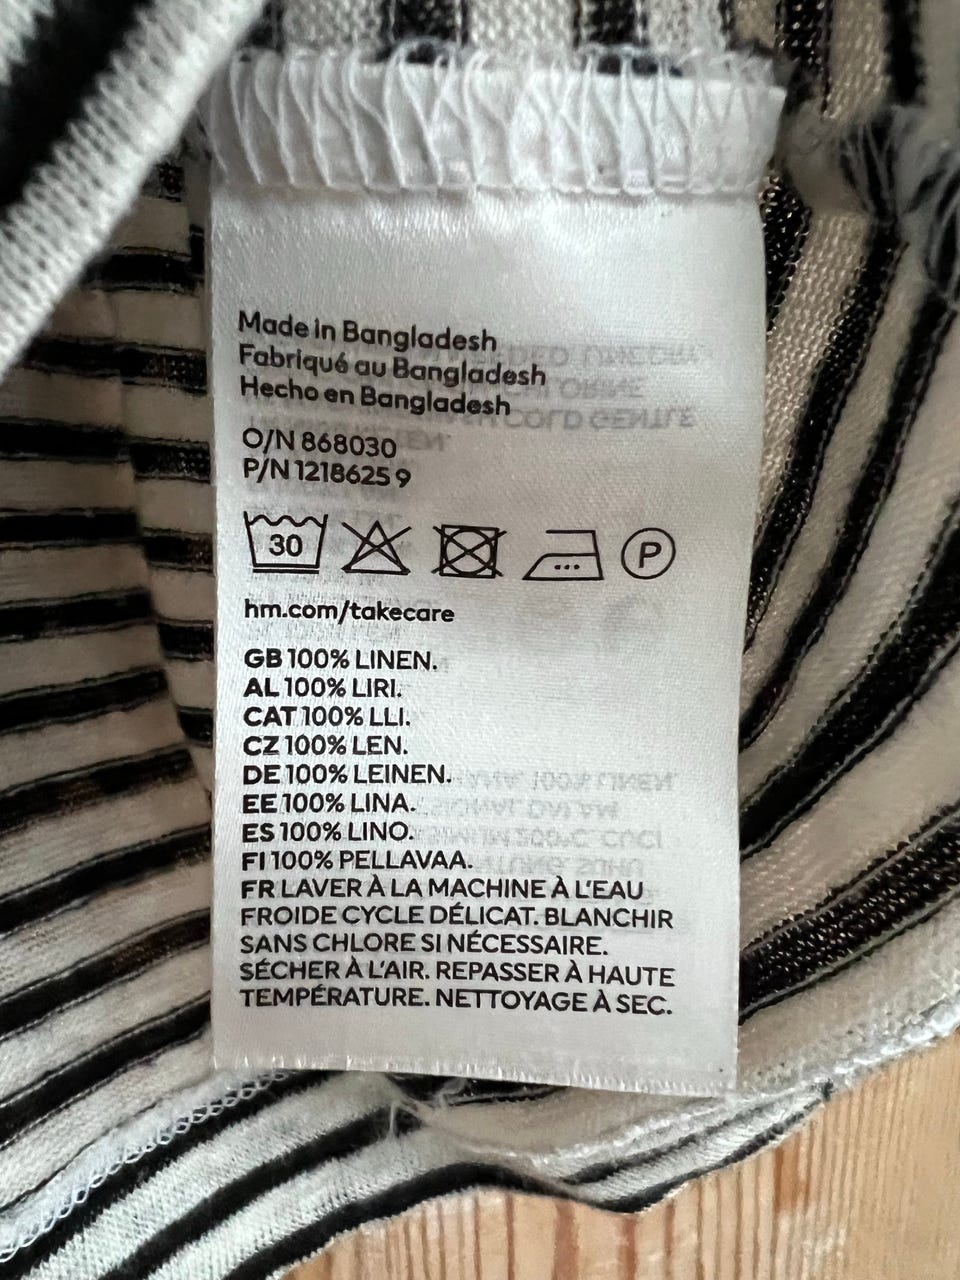 Made in Bangladesh
Fabriqué au Bangladesh
Hecho en Bangladesh
O/N 868030
P/N 1218625 9
30
P
hm.com/takecare
GB 100% LINEN.
AL 100% LIRI.
CAT 100% LLI.
CZ 100% LEN.
DE 100% LEINEN.
EE 100% LINA.
ES 100% LINO.
FI 100% PELLAVAA.
FR LAVER À LA MACHINE À L'EAU
FROIDE CYCLE DÉLICAT. BLANCHIR
SANS CHLORE SI NÉCESSAIRE.
SÉCHER À L'AIR. REPASSER À HAUTE
TEMPÉRATURE. NETTOYAGE À SEC.